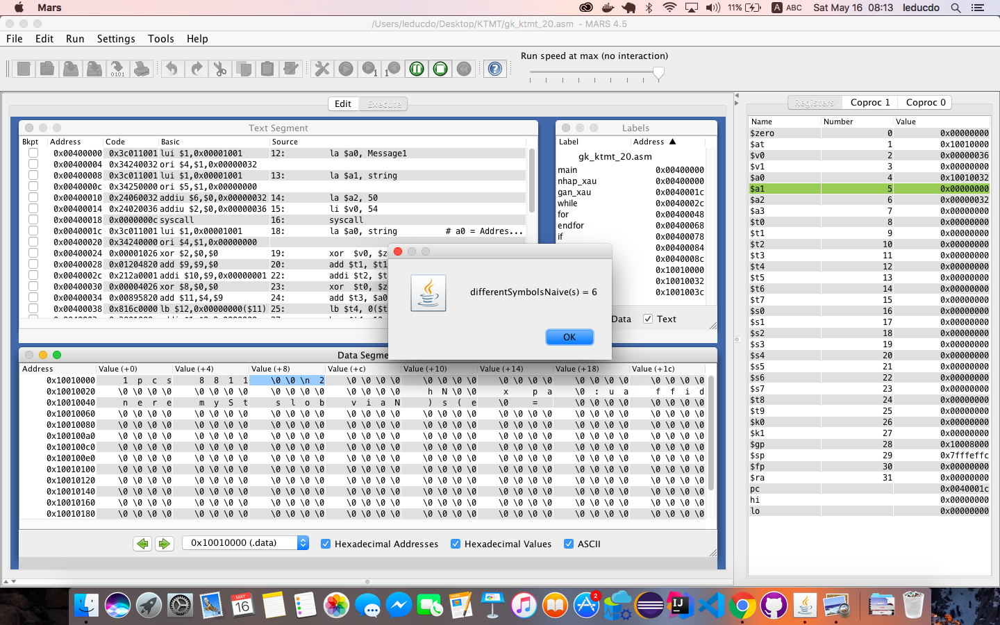 Mars
11%
ABC
Sat May 16 08:13
leducdo
/Users/leducdo/Desktop/KTMT/gk_ktmt_20.asm - MARS 4.5
File Edit Run Settings Tools Help
Run speed at max (no interaction)
Edit Execute
Text Segment
Bkpt Address Code Basic Source
0x00400000 0x3c011001 lui $1,0x00001001 12: la $a0, Message1
0x00400004 0x34240032 ori $4,$1,0x00000032
0x00400008 0x3c011001 lui $1,0x00001001 13: la $a1, string
0x0040000c 0x34250000 ori $5,$1,0x00000000
0x00400010 0x24060032 addiu $6,$0,0x00000032 14: la $a2, 50
0x00400014 0x24020036 addiu $2,$0,0x00000036 15: li $v0, 54
0x00400018 0x0000000c syscall 16: syscall
0x0040001c 0x3c011001 lui $1,0x00001001 18: la $a0, string # a0 = Addres...
0x00400020 0x34240000 ori $4,$1,0x00000000
0x00400024 0x00001026 xor $2,$0,$0 19: xor $v0, $z
0x00400028 0x01204820 add $9,$9,$0 20: add $t1, $t1
0x0040002c 0x212a0001 addi $10,$9,0x00000001 22: addi $t2, $t
0x00400030 0x00004026 xor $8,$0,$0 23: xor $t0, $z
0x00400034 0x00895820 add $11,$4,$9 24: add $t3, $a0
0x00400038 0x816c0000 lb $12,0x00000000($11) 25: lb $t4, 0($t
Labels
Label Address ▲
gk_ktmt_20.asm
main 0x00400000
nhap_xau 0x00400000
gan_xau 0x0040001c
while 0x0040002c
for 0x00400048
endfor 0x00400068
if 0x00400078
0x00400084
0x0040008c
0x10010000
0x10010032
0x1001003c
Data Text
differentSymbolsNaive(s) = 6
OK
Data Segme
Address Value (+0) Value (+4) Value (+8) Value (+c) Value (+10) Value (+14) Value (+18) Value (+1c)
0x10010000 1 p c s 8 8 1 1 \0 \0 \n 2 \0 \0 \0 \0 \0 \0 \0 \0 \0 \0 \0 \0 \0 \0 \0 \0 \0 \0 \0 \0
0x10010020 \0 \0 \0 \0 \0 \0 \0 \0 \0 \0 \0 \0 \0 \0 \0 \0 h N \0 \0 x p a \0 : u a f f i d
0x10010040 n e r e m y S t s l o b v i a N ) s ( e \0 = \0 \0 \0 \0 \0 \0 \0 \0
0x10010060 \0 \0 \0 \0 \0 \0 \0 \0 \0 \0 \0 \0 \0 \0 \0 \0 \0 \0 \0 \0 \0 \0 \0 \0 \0 \0 \0 \0 \0 \0 \0 \0
0x10010080 \0 \0 \0 \0 \0 \0 \0 \0 \0 \0 \0 \0 \0 \0 \0 \0 \0 \0 \0 \0 \0 \0 \0 \0 \0 \0 \0 \0 \0 \0 \0 \0
0x100100a0 \0 \0 \0 \0 \0 \0 \0 \0 \0 \0 \0 \0 \0 \0 \0 \0 \0 \0 \0 \0 \0 \0 \0 \0 \0 \0 \0 \0 \0 \0 \0 \0
0x100100c0 \0 \0 \0 \0 \0 \0 \0 \0 \0 \0 \0 \0 \0 \0 \0 \0 \0 \0 \0 \0 \0 \0 \0 \0 \0 \0 \0 \0 \0 \0 \0 \0
0x100100e0 \0 \0 \0 \0 \0 \0 \0 \0 \0 \0 \0 \0 \0 \0 \0 \0 \0 \0 \0 \0 \0 \0 \0 \0 \0 \0 \0 \0 \0 \0 \0 \0
0x10010100 \0 \0 \0 \0 \0 \0 \0 \0 \0 \0 \0 \0 \0 \0 \0 \0 \0 \0 \0 \0 \0 \0 \0 \0 \0 \0 \0 \0 \0 \0 \0 \0
0x10010120 \0 \0 \0 \0 \0 \0 \0 \0 \0 \0 \0 \0 \0 \0 \0 \0 \0 \0 \0 \0 \0 \0 \0 \0 \0 \0 \0 \0 \0 \0 \0 \0
0x10010140 \0 \0 \0 \0 \0 \0 \0 \0 \0 \0 \0 \0 \0 \0 \0 \0 \0 \0 \0 \0 \0 \0 \0 \0 \0 \0 \0 \0 \0 \0 \0 \0
0x10010160 \0 \0 \0 \0 \0 \0 \0 \0 \0 \0 \0 \0 \0 \0 \0 \0 \0 \0 \0 \0 \0 \0 \0 \0 \0 \0 \0 \0 \0 \0 \0 \0
0x10010180 \0 \0 \0 \0 \0 \0 \0 \0 \0 \0 \0 \0 \0 \0 \0 \0 \0 \0 \0 \0 \0 \0 \0 \0 \0 \0 \0 \0 \0 \0 \0 \0
0x10010000 (.data) Hexadecimal Addresses Hexadecimal Values ASCII
Registers Coproc 1 Coproc 0
Name Number Value
$zero 0 0x00000000
$at 1 0x10010000
$v0 2 0x00000036
$v1 3 0x00000000
$a0 4 0x10010032
$a1 5 0x00000000
$a2 6 0x00000032
$a3 7 0x00000000
$t0 8 0x00000000
$t1 9 0x00000000
$t2 10 0x00000000
$t3 11 0x00000000
$t4 12 0x00000000
$t5 13 0x00000000
$t6 14 0x00000000
$t7 15 0x00000000
$s0 16 0x00000000
$s1 17 0x00000000
$s2 18 0x00000000
$s3 19 0x00000000
$s4 20 0x00000000
$s5 21 0x00000000
$s6 22 0x00000000
$s7 23 0x00000000
$t8 24 0x00000000
$t9 25 0x00000000
$k0 26 0x00000000
$k1 27 0x00000000
$gp 28 0x10008000
$sp 29 0x7fffeffc
$fp 30 0x00000000
$ra 31 0x00000000
pc 0x0040001c
hi 0x00000000
lo 0x00000000
MAY
16
2